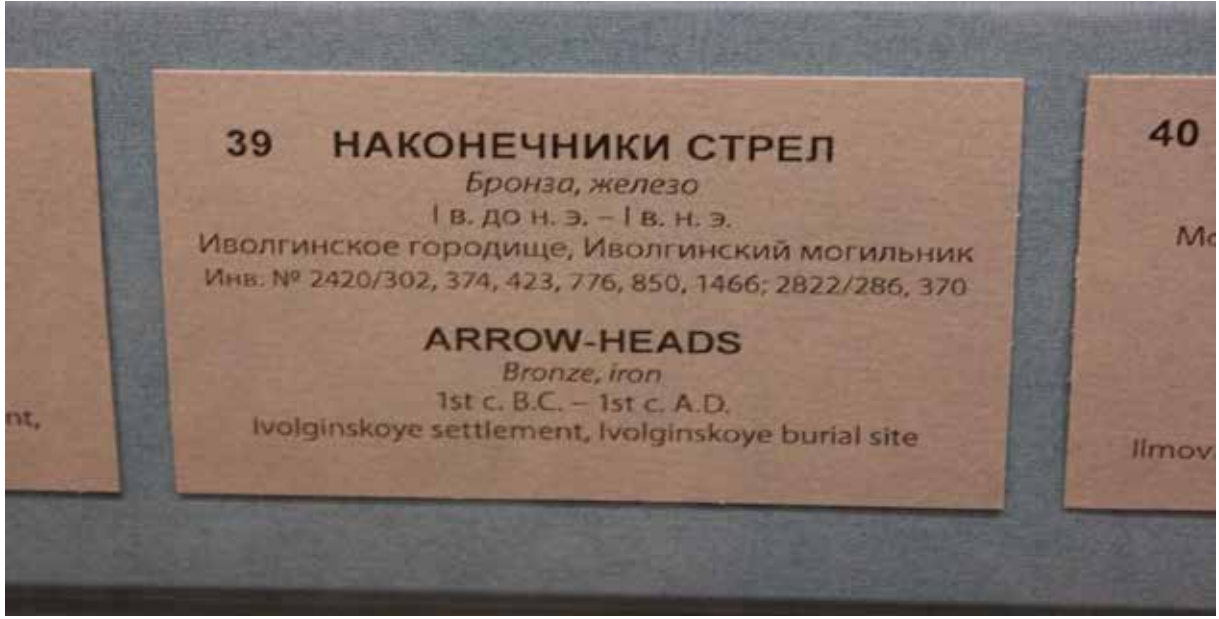 39 НАКОНЕЧНИКИ СТРЕЛ
Бронза, железо
I в. до н. э. – I в. н. э.
Иволгинское городище, Иволгинский могильник
Инв. № 2420/302, 374, 423, 776, 850, 1466; 2822/286, 370
ARROW-HEADS
Bronze, iron
1st c. B.C. – 1st c. A.D.
Ivolginskoye settlement, Ivolginskoye burial site
40